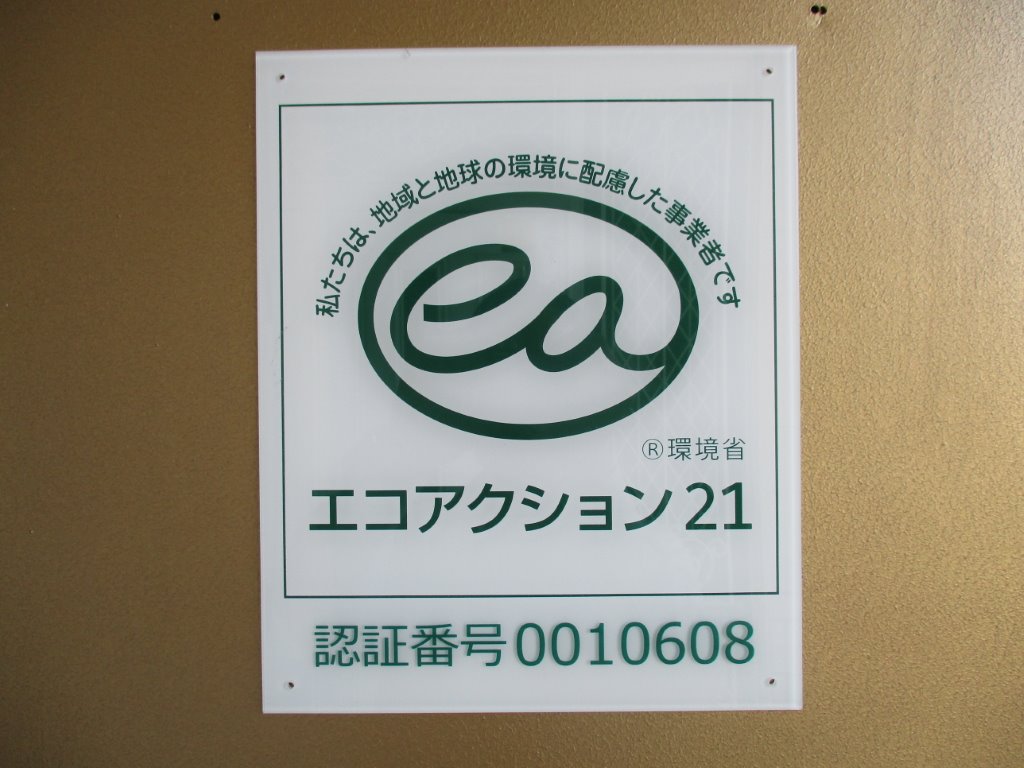 私たちは、地域と地球の環境に配慮した事業者です
ea
®環境省
エコアクション21
認証番号0010608